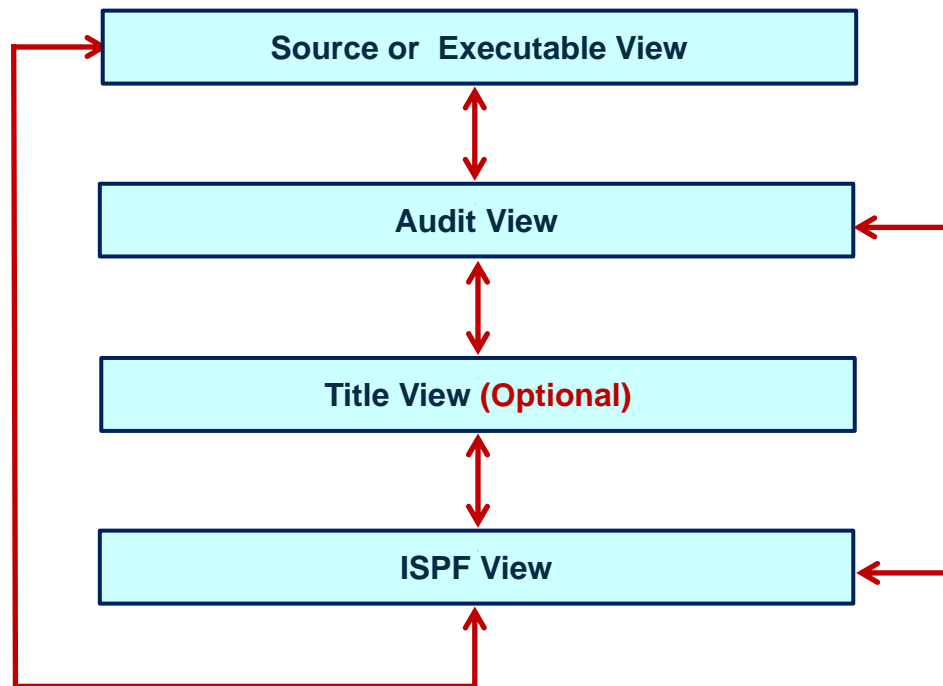 Source or  Executable View
Audit View
Title View (Optional)
ISPF View